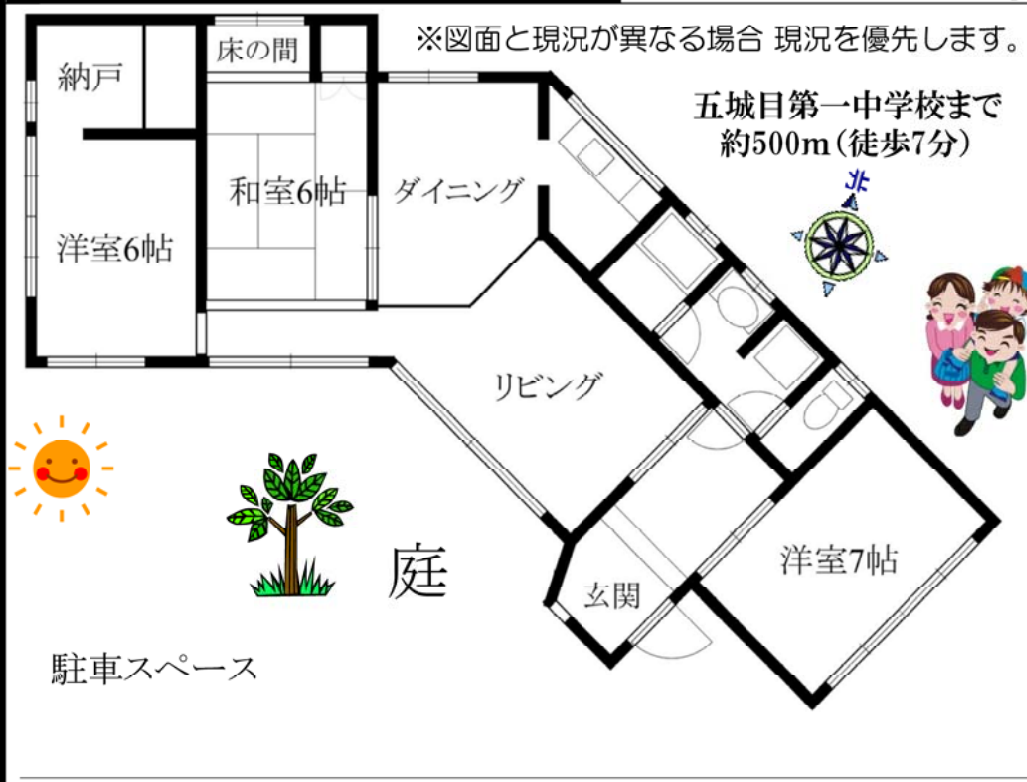 ※図面と現況が異なる場合 現況を優先します。
床の間
納戸
五城目第一中学校まで
約500m(徒歩7分)
北
和室6帖
ダイニング
洋室6帖
リビング
洋室7帖
庭
玄関
駐車スペース